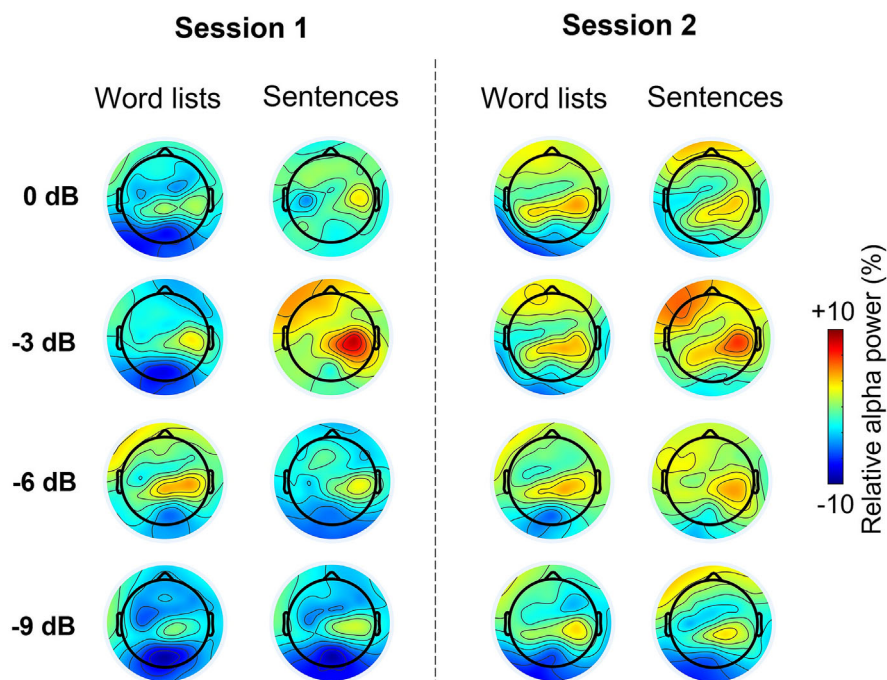 Session 1
Session 2
Word lists
Sentences
Word lists
Sentences
0 dB
-3 dB
-6 dB
-9 dB
+10
-10
Relative alpha power (%)